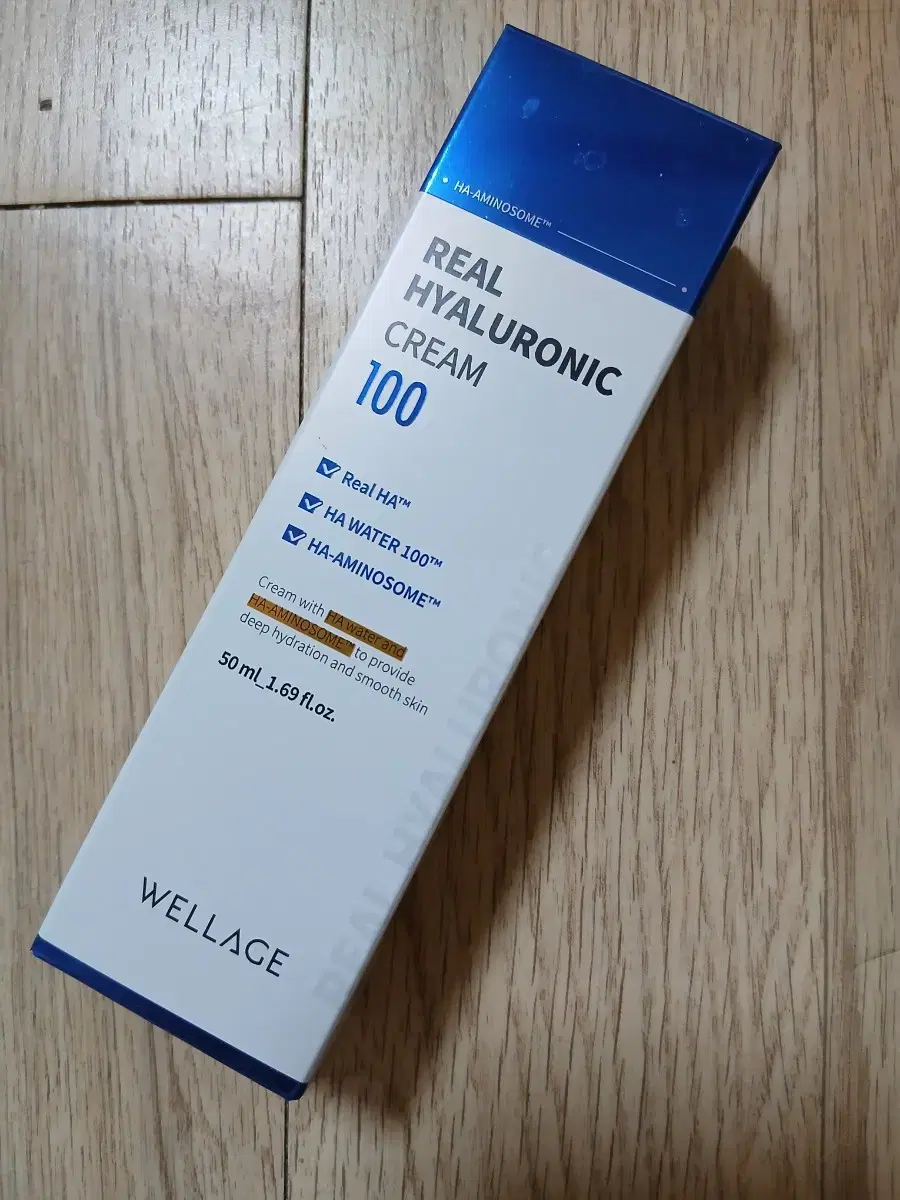 HA-AMINOSOME™
REAL
HYALURONIC
CREAM
100
Real HA™
HA WATER 100™
HA-AMINOSOME™
Cream with HA water and
HA-AMINOSOME™ to provide
deep hydration and smooth skin
50 ml_1.69 fl.oz.
WELLAGE
REAL HYALURONIC